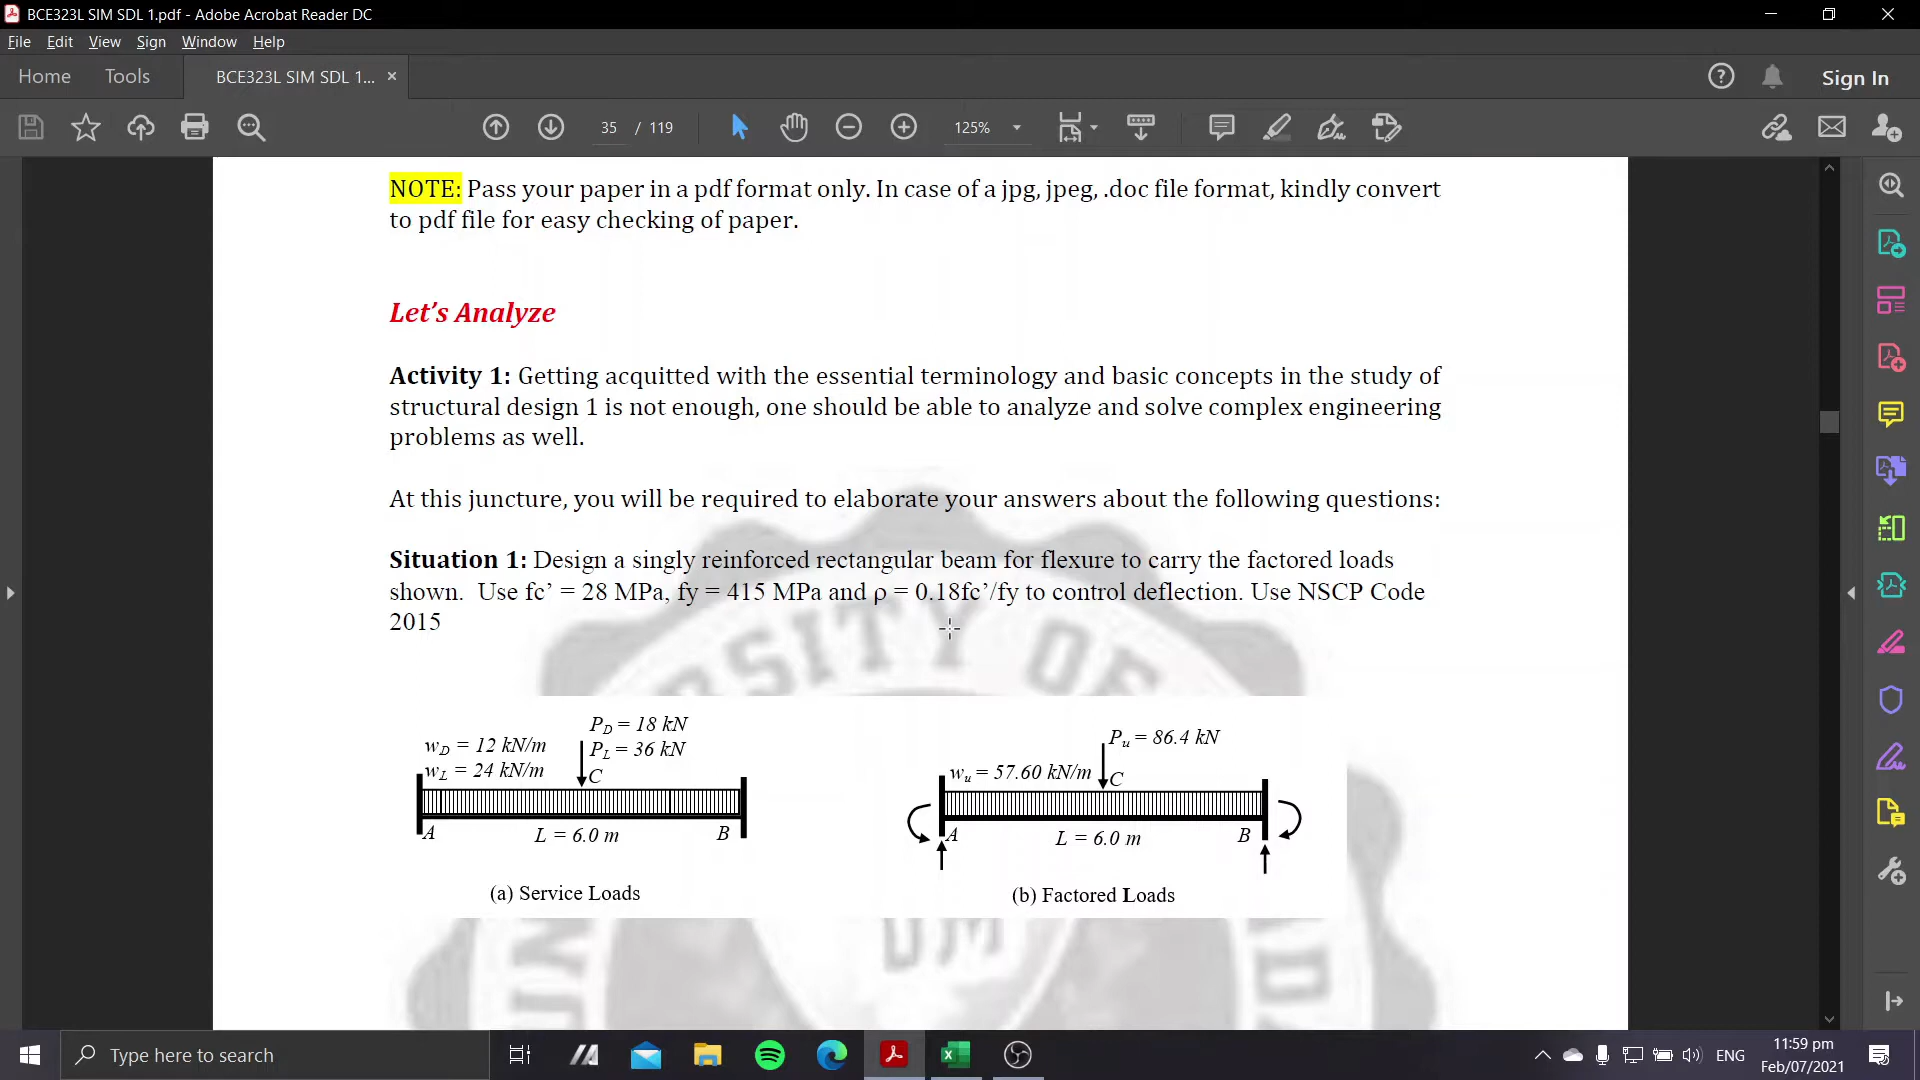 BCE323L SIM SDL 1.pdf - Adobe Acrobat Reader DC
File Edit View Sign Window Help
Home Tools BCE323L SIM SDL 1... × Sign In
35 / 119 125%
NOTE: Pass your paper in a pdf format only. In case of a jpg, jpeg, .doc file format, kindly convert
to pdf file for easy checking of paper.
Let's Analyze
Activity 1: Getting acquitted with the essential terminology and basic concepts in the study of
structural design 1 is not enough, one should be able to analyze and solve complex engineering
problems as well.
At this juncture, you will be required to elaborate your answers about the following questions:
Situation 1: Design a singly reinforced rectangular beam for flexure to carry the factored loads
shown. Use fc' = 28 MPa, fy = 415 MPa and ρ = 0.18fc'/fy to control deflection. Use NSCP Code
2015
P_D = 18 kN
w_D = 12 kN/m P_L = 36 kN
w_L = 24 kN/m C
A L = 6.0 m B
(a) Service Loads
P_u = 86.4 kN
w_u = 57.60 kN/m C
A L = 6.0 m B
(b) Factored Loads
SITY OF
UM
Type here to search
ENG
11:59 pm
Feb/07/2021